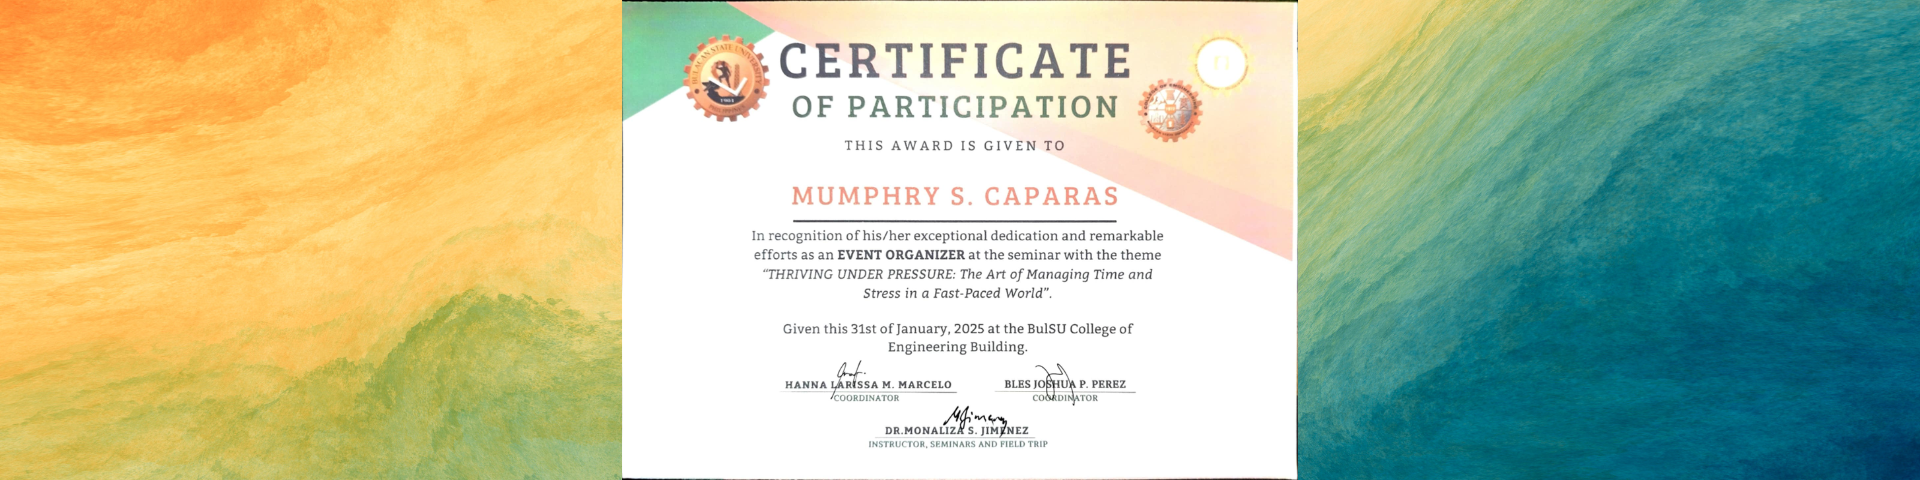 CERTIFICATE
OF PARTICIPATION
THIS AWARD IS GIVEN TO
MUMPHRY S. CAPARAS
In recognition of his/her exceptional dedication and remarkable
efforts as an EVENT ORGANIZER at the seminar with the theme
“THRIVING UNDER PRESSURE: The Art of Managing Time and
Stress in a Fast-Paced World”.
Given this 31st of January, 2025 at the BulSU College of
Engineering Building.
HANNA LARISSA M. MARCELO
COORDINATOR
BLES JOSHUA P. PEREZ
COORDINATOR
DR.MONALIZA S. JIMENEZ
INSTRUCTOR, SEMINARS AND FIELD TRIP
BULACAN STATE UNIVERSITY
1904